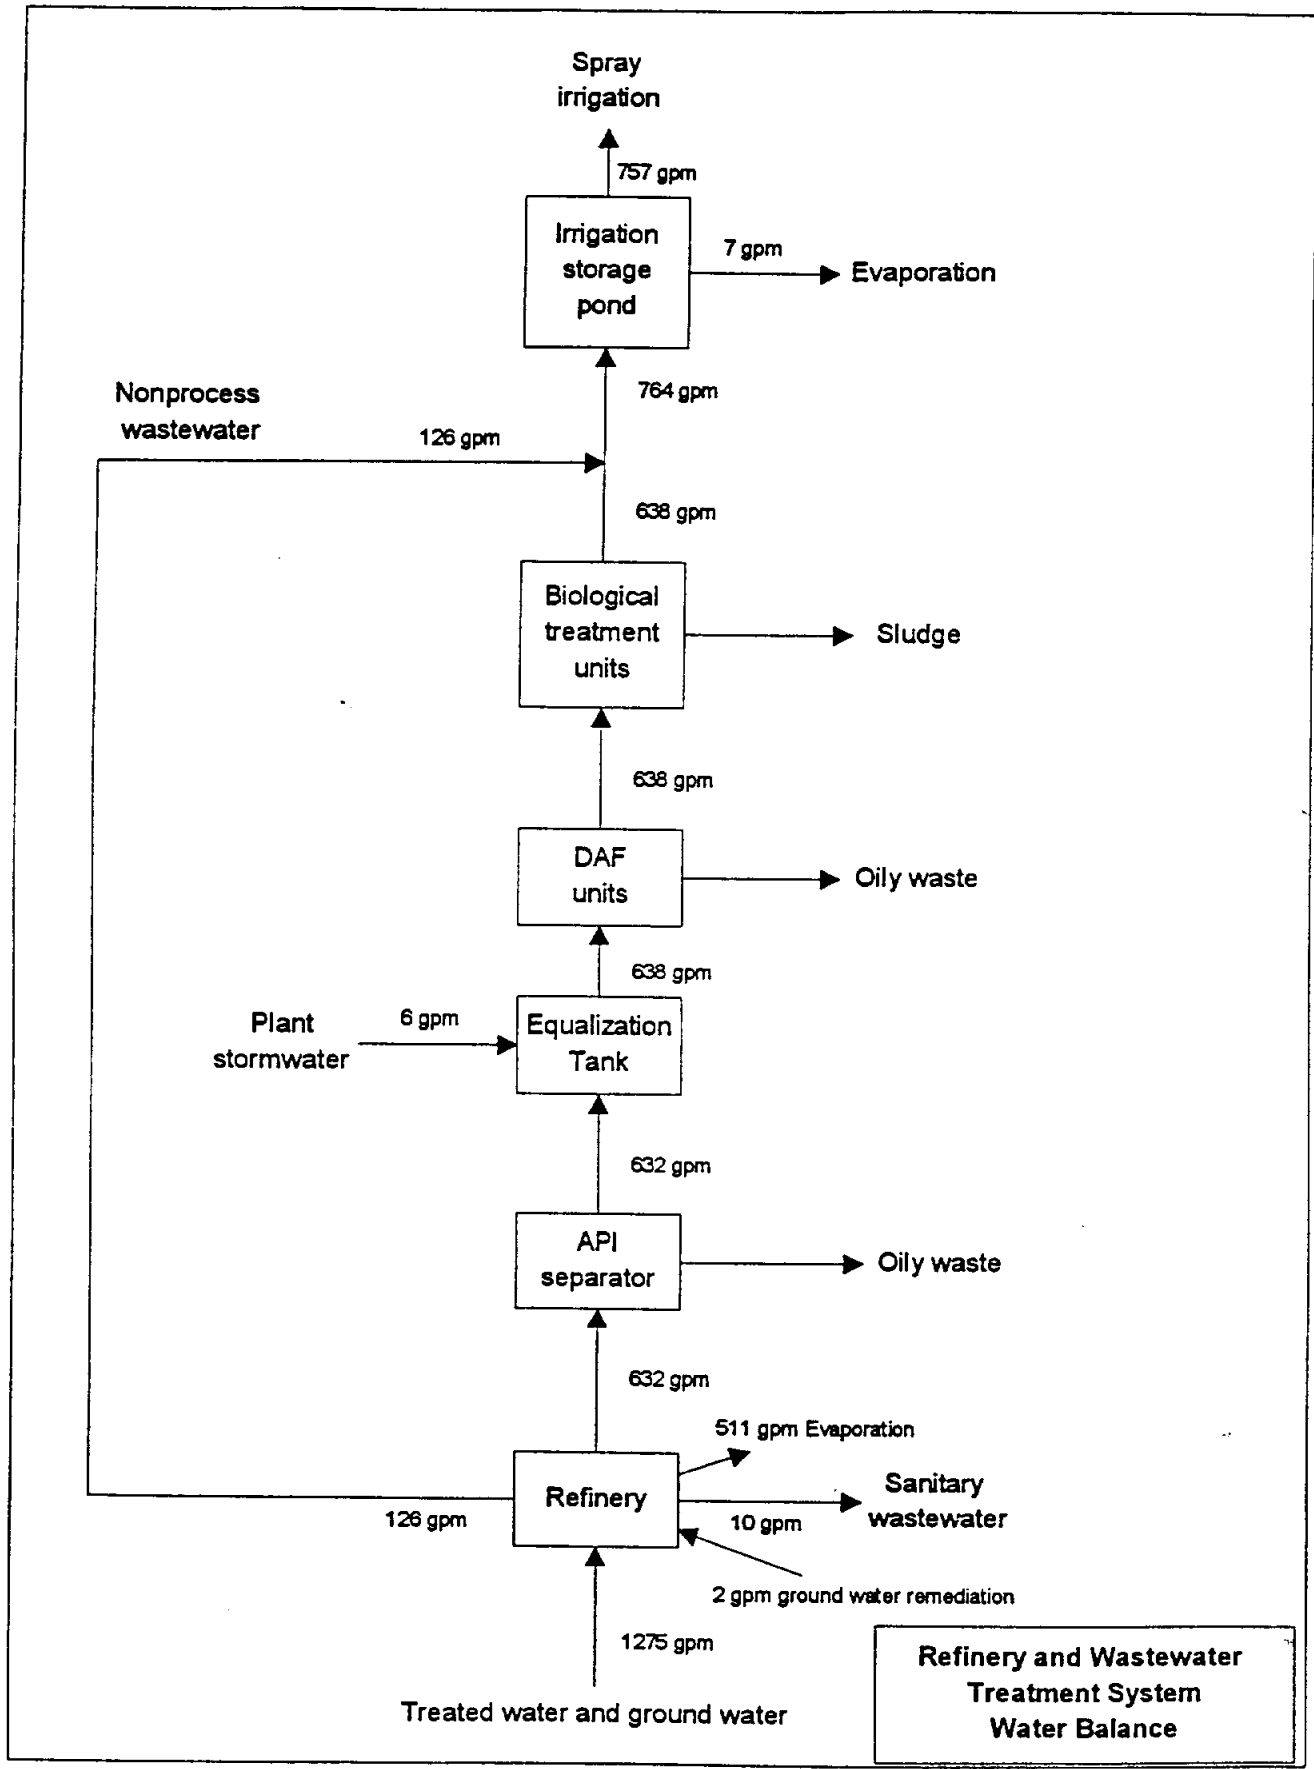 Spray
irrigation
757 gpm
Irrigation
storage
pond
7 gpm
Evaporation
764 gpm
Nonprocess
wastewater
126 gpm
638 gpm
Biological
treatment
units
Sludge
638 gpm
DAF
units
Oily waste
638 gpm
Plant
stormwater
6 gpm
Equalization
Tank
632 gpm
API
separator
Oily waste
632 gpm
511 gpm Evaporation
Refinery
Sanitary
wastewater
126 gpm
10 gpm
2 gpm ground water remediation
1275 gpm
Treated water and ground water
Refinery and Wastewater
Treatment System
Water Balance